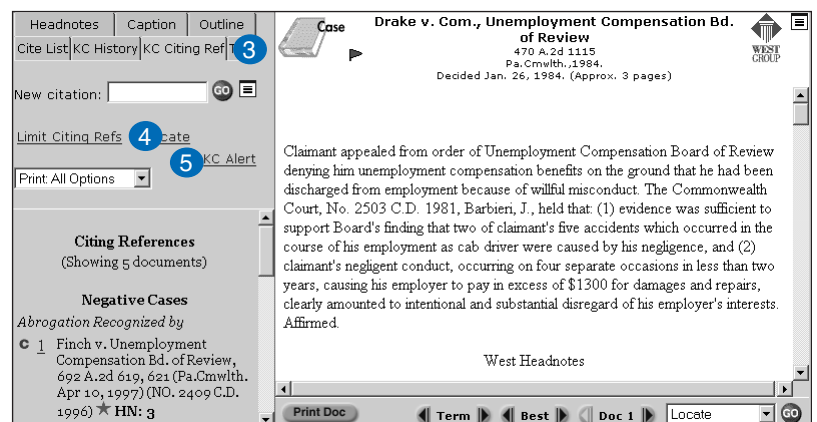 Headnotes Caption Outline
Cite List KC History KC Citing Ref T 3
New citation: GO
Limit Citing Refs 4 cate
5 KC Alert
Print: All Options
Citing References
(Showing 5 documents)
Negative Cases
Abrogation Recognized by
C 1 Finch v. Unemployment
Compensation Bd. of Review,
692 A.2d 619, 621 (Pa.Cmwlth.
Apr 10, 1997) (NO. 2409 C.D.
1996) ★ HN: 3
Case
Drake v. Com., Unemployment Compensation Bd.
of Review
470 A.2d 1115
Pa.Cmwlth.,1984.
Decided Jan. 26, 1984. (Approx. 3 pages)
WEST
GROUP
Claimant appealed from order of Unemployment Compensation Board of Review
denying him unemployment compensation benefits on the ground that he had been
discharged from employment because of willful misconduct. The Commonwealth
Court, No. 2503 C.D. 1981, Barbieri, J., held that: (1) evidence was sufficient to
support Board's finding that two of claimant's five accidents which occurred in the
course of his employment as cab driver were caused by his negligence, and (2)
claimant's negligent conduct, occurring on four separate occasions in less than two
years, causing his employer to pay in excess of $1300 for damages and repairs,
clearly amounted to intentional and substantial disregard of his employer's interests.
Affirmed.
West Headnotes
Print Doc Term Best Doc 1 Locate GO